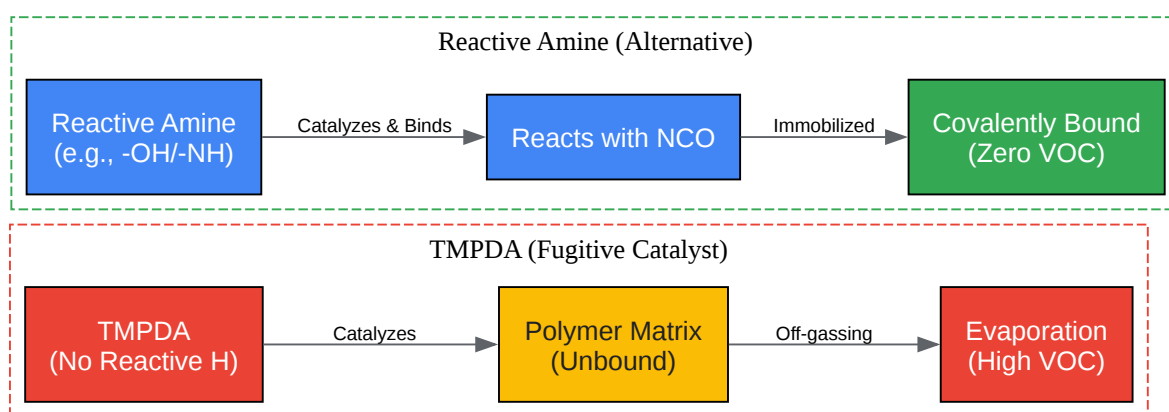 Reactive Amine (Alternative)
Reactive Amine
(e.g., -OH/-NH)
Catalyzes & Binds
Reacts with NCO
Immobilized
Covalently Bound
(Zero VOC)
TMPDA (Fugitive Catalyst)
TMPDA
(No Reactive H)
Catalyzes
Polymer Matrix
(Unbound)
Off-gassing
Evaporation
(High VOC)